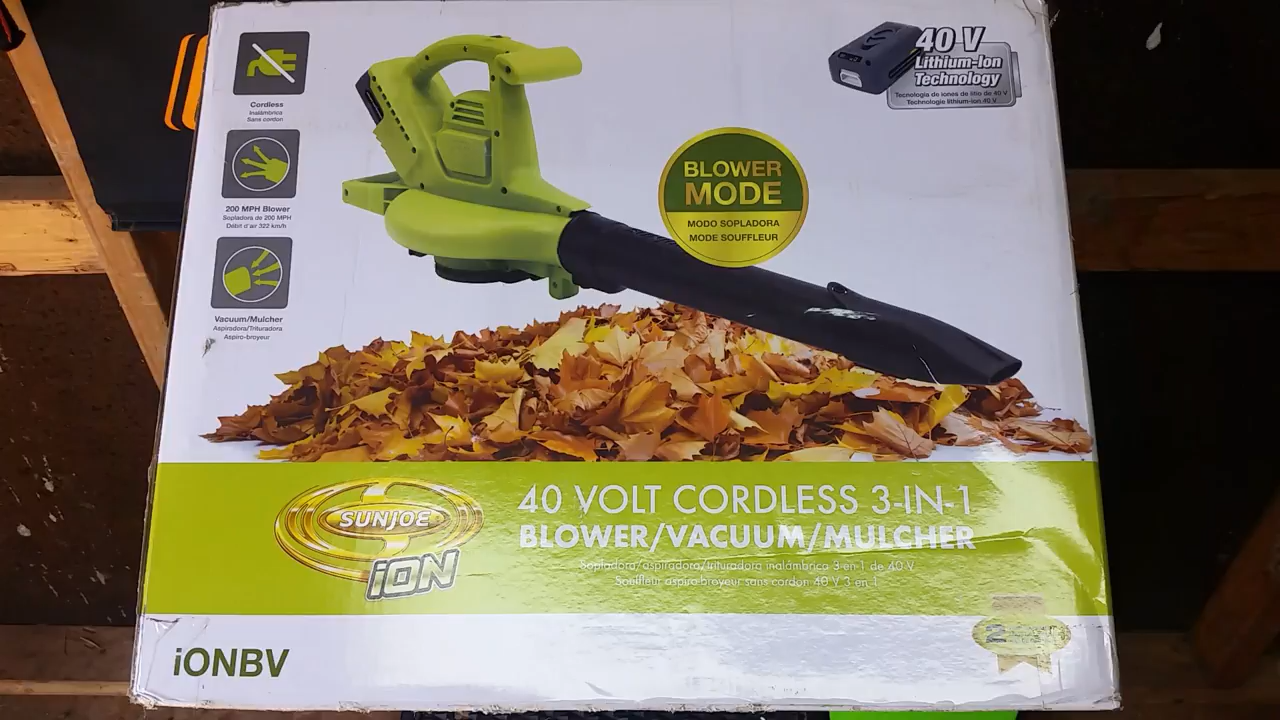 Cordless
Inalámbrica
Sans cordon
200 MPH Blower
Sopladora de 200 MPH
Débit d'air 322 km/h
Vacuum/Mulcher
Aspiradora/Trituradora
Aspiro-broyeur
40 V
Lithium-Ion
Technology
Tecnología de iones de litio de 40 V
Technologie lithium-ion 40 V
BLOWER
MODE
MODO SOPLADORA
MODE SOUFFLEUR
SUNJOE
iON
40 VOLT CORDLESS 3-IN-1
BLOWER/VACUUM/MULCHER
Sopladora/aspiradora/trituradora inalámbrica 3-en-1 de 40 V
Souffleur aspiro-broyeur sans cordon 40 V 3-en-1
iONBV
2